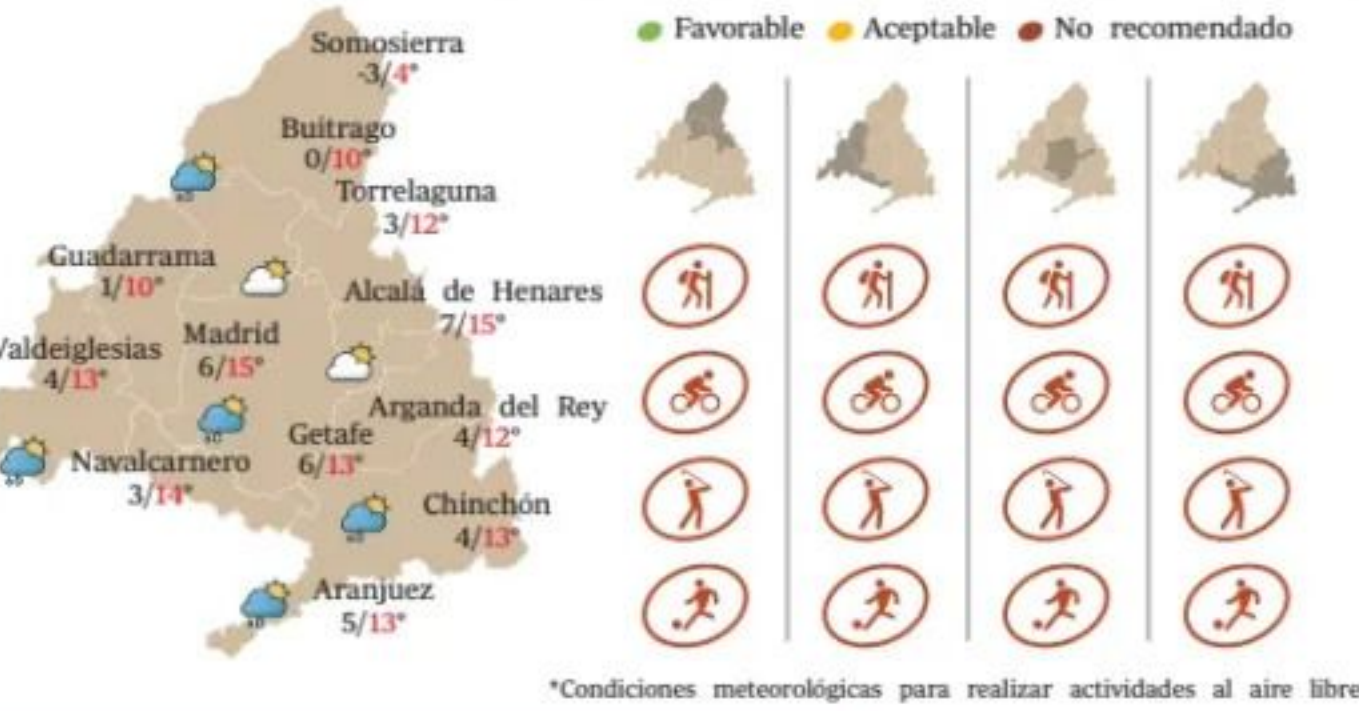 Somosierra
-3/4°
Buitrago
0/10°
Torrelaguna
3/12°
Guadarrama
1/10°
Alcalá de Henares
7/15°
Madrid
6/15°
4/13°
Arganda del Rey
4/12°
Getafe
6/13°
Navalcarnero
3/14°
Chinchón
4/13°
Aranjuez
5/13°
Favorable Aceptable No recomendado
*Condiciones meteorológicas para realizar actividades al aire libre